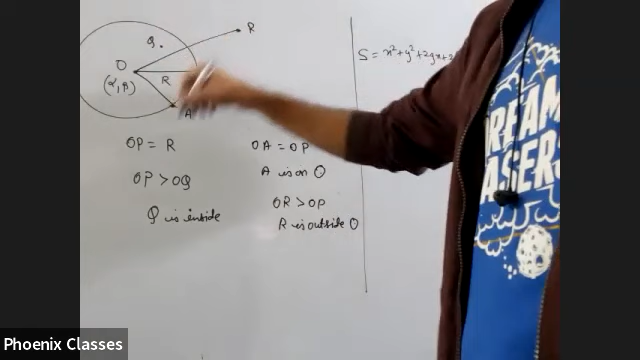 Q.
R
O
(α, β)
R
A
S = x² + y² + 2gx + 2
OP = R
OP > OQ
Q is inside
OA = OP
A is on O
OR > OP
R is outside O
DREAM
LASERS
Phoenix Classes